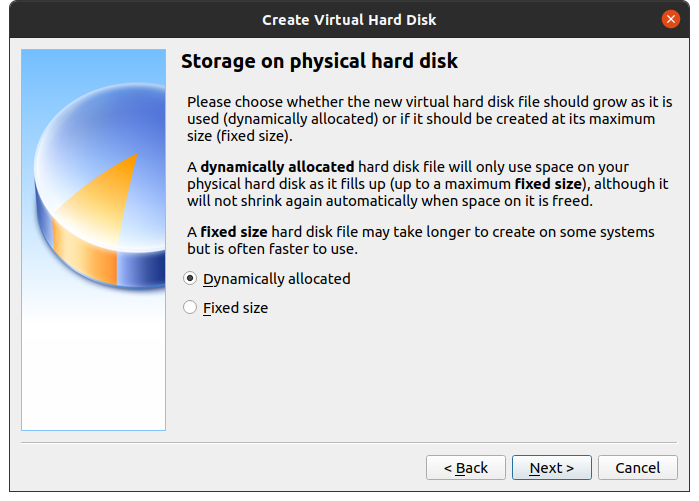 Create Virtual Hard Disk
Storage on physical hard disk
Please choose whether the new virtual hard disk file should grow as it is
used (dynamically allocated) or if it should be created at its maximum
size (fixed size).
A dynamically allocated hard disk file will only use space on your
physical hard disk as it fills up (up to a maximum fixed size), although it
will not shrink again automatically when space on it is freed.
A fixed size hard disk file may take longer to create on some systems
but is often faster to use.
Dynamically allocated
Fixed size
< Back
Next >
Cancel